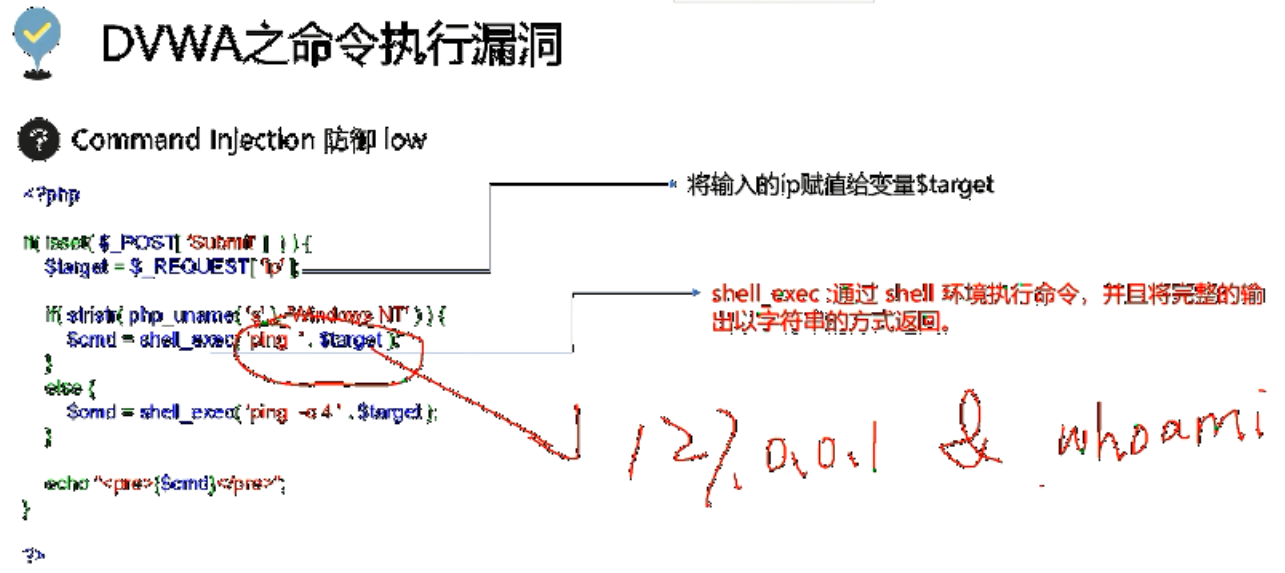 DVWA之命令执行漏洞
Command Injection 防御 low
<?php
if( isset( $_POST[ 'Submit' ] ) ) {
$target = $_REQUEST[ 'ip' ];
将输入的ip赋值给变量$target
if( stristr( php_uname( 's' ), 'Windows NT' ) ) {
$cmd = shell_exec( 'ping ' . $target );
shell_exec :通过 shell 环境执行命令，并且将完整的输
出以字符串的方式返回。
}
else {
$cmd = shell_exec( 'ping -c 4 ' . $target );
}
127.0.0.1 & whoami
echo "<pre>{$cmd}</pre>";
}
?>